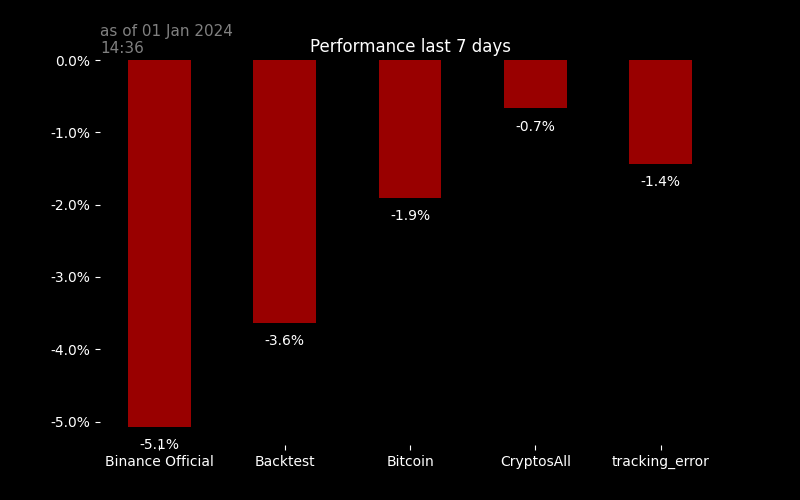 as of 01 Jan 2024
14:36
Performance last 7 days
0.0%
-1.0%
-2.0%
-3.0%
-4.0%
-5.0%
-5.1%
-3.6%
-1.9%
-0.7%
-1.4%
Binance Official
Backtest
Bitcoin
CryptosAll
tracking_error